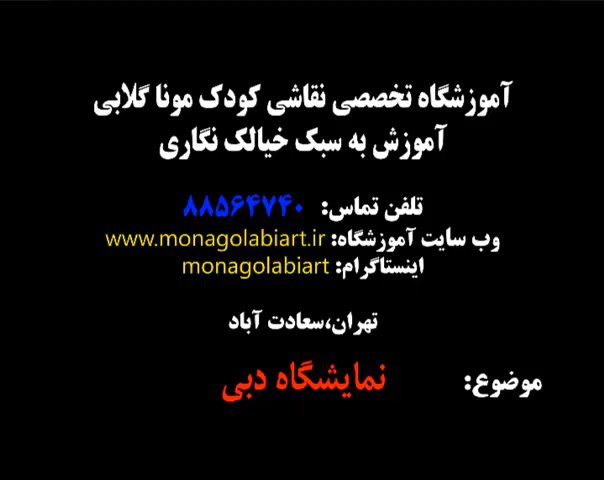 آموزشگاه تخصصی نقاشی کودک مونا گلابی
آموزش به سبک خیالک نگاری
تلفن تماس: ۸۸۵۶۴۷۴۰
وب سایت آموزشگاه: www.monagolabiart.ir
اینستاگرام: monagolabiart
تهران،سعادت آباد
موضوع: نمایشگاه دبی